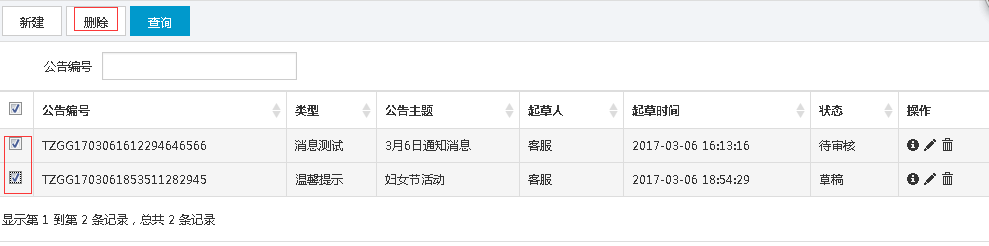 新建 删除 查询
公告编号
公告编号 类型 公告主题 起草人 起草时间 状态 操作
TZGG1703061612294646566 消息测试 3月6日通知消息 客服 2017-03-06 16:13:16 待审核
TZGG1703061853511282945 温馨提示 妇女节活动 客服 2017-03-06 18:54:29 草稿
显示第 1 到第 2 条记录，总共 2 条记录